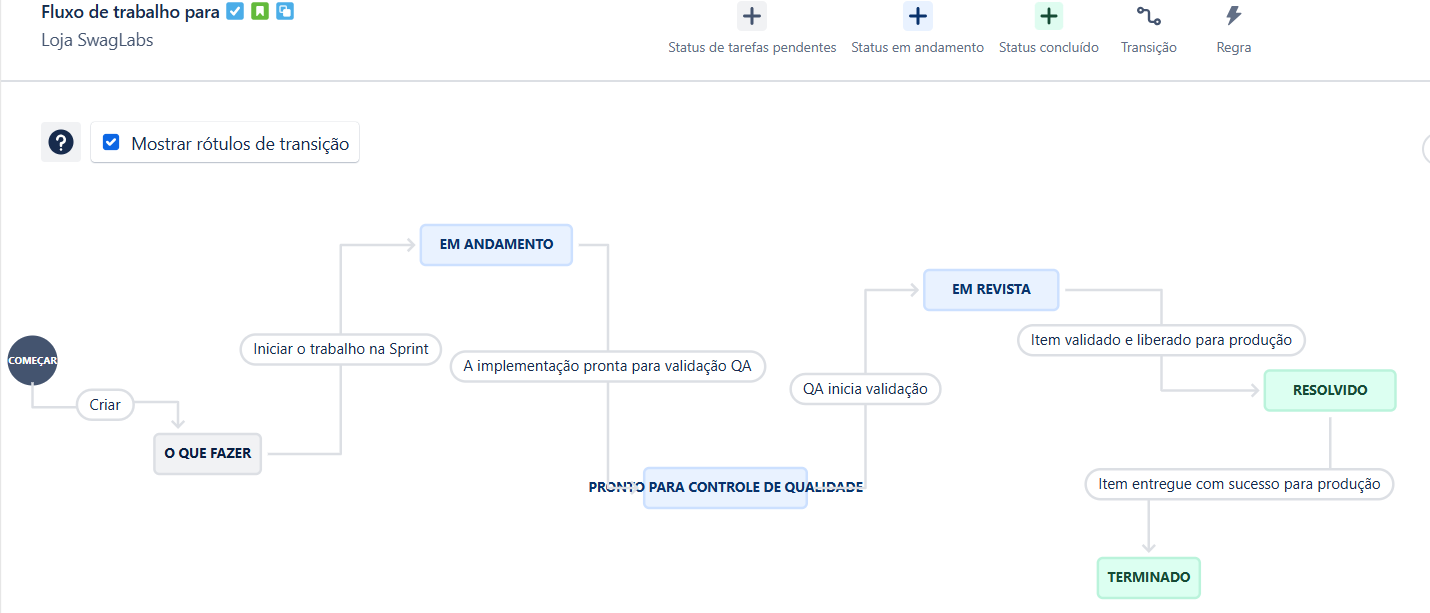 Fluxo de trabalho para
Loja SwagLabs
Status de tarefas pendentes
Status em andamento
Status concluído
Transição
Regra
?
Mostrar rótulos de transição
EM ANDAMENTO
EM REVISTA
COMEÇAR
Iniciar o trabalho na Sprint
Item validado e liberado para produção
A implementação pronta para validação QA
QA inicia validação
RESOLVIDO
Criar
O QUE FAZER
PRONTO PARA CONTROLE DE QUALIDADE
Item entregue com sucesso para produção
TERMINADO